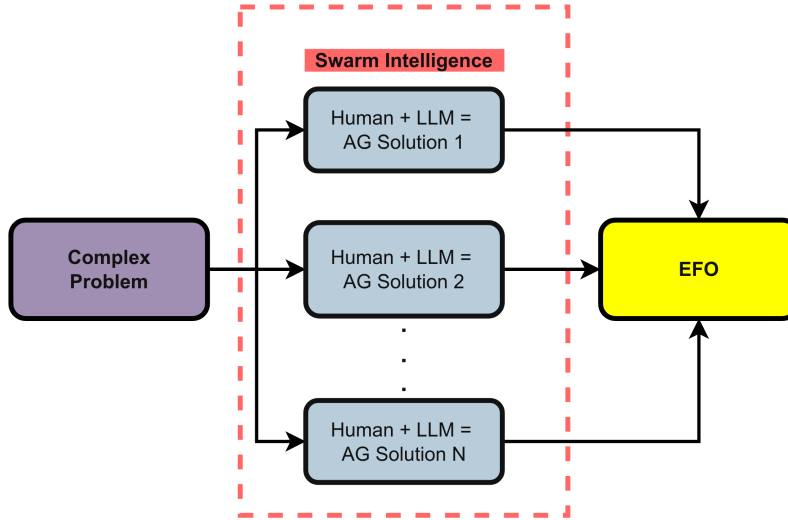 Swarm Intelligence
Human + LLM =
AG Solution 1
Complex
Problem
Human + LLM =
AG Solution 2
EFO
.
.
.
Human + LLM =
AG Solution N